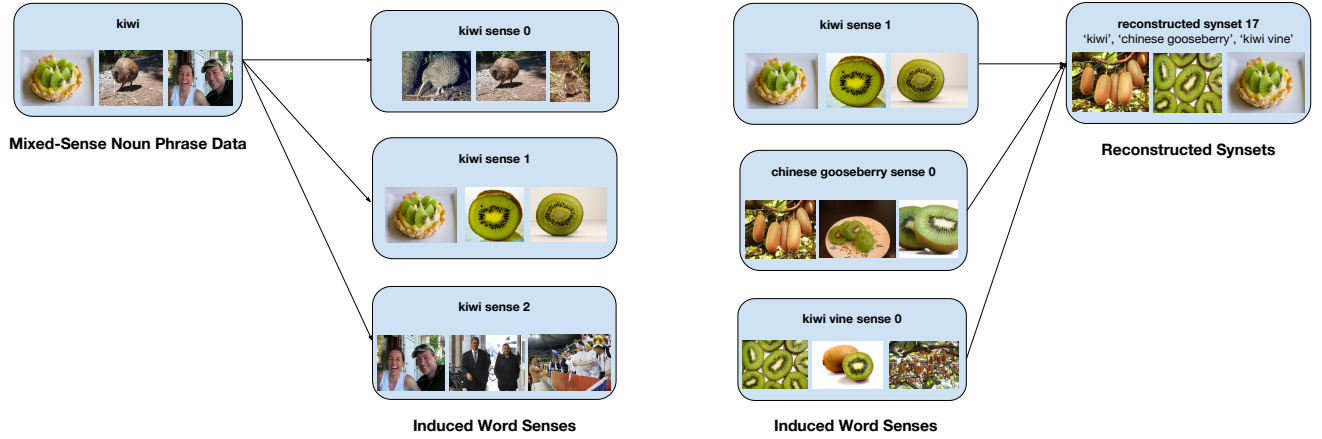 kiwi
Mixed-Sense Noun Phrase Data
kiwi sense 0
kiwi sense 1
kiwi sense 2
Induced Word Senses
kiwi sense 1
chinese gooseberry sense 0
kiwi vine sense 0
Induced Word Senses
reconstructed synset 17
‘kiwi’, ‘chinese gooseberry’, ‘kiwi vine’
Reconstructed Synsets